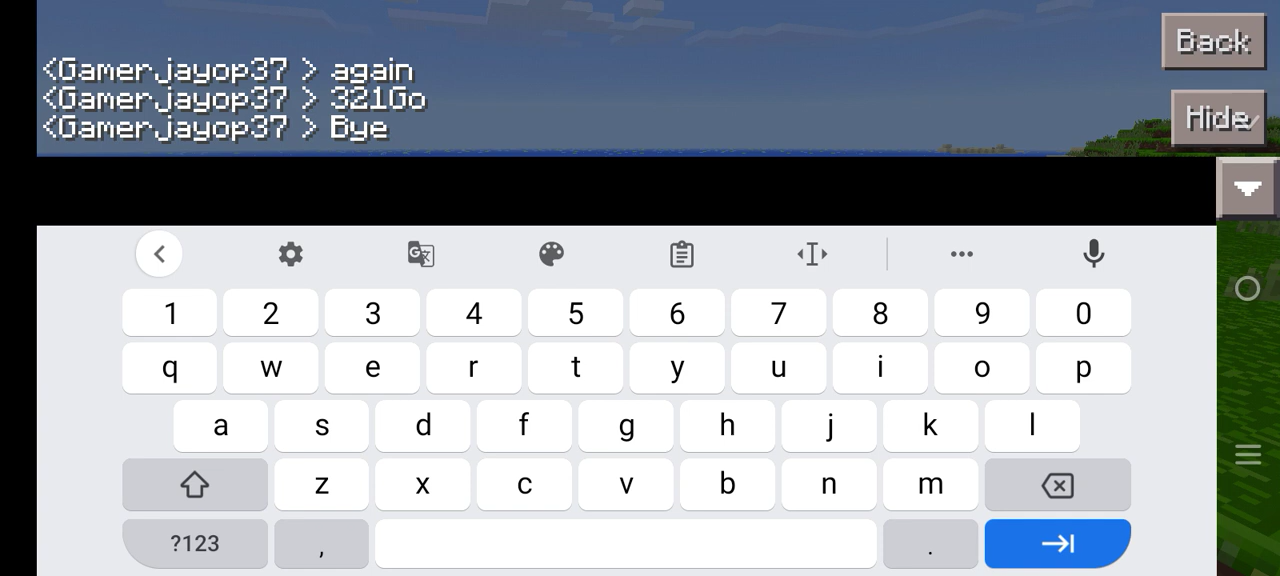 <Gamerjayop37 > again
<Gamerjayop37 > 321Go
<Gamerjayop37 > Bye
Back
Hide
1 2 3 4 5 6 7 8 9 0
q w e r t y u i o p
a s d f g h j k l
z x c v b n m
?123 , .